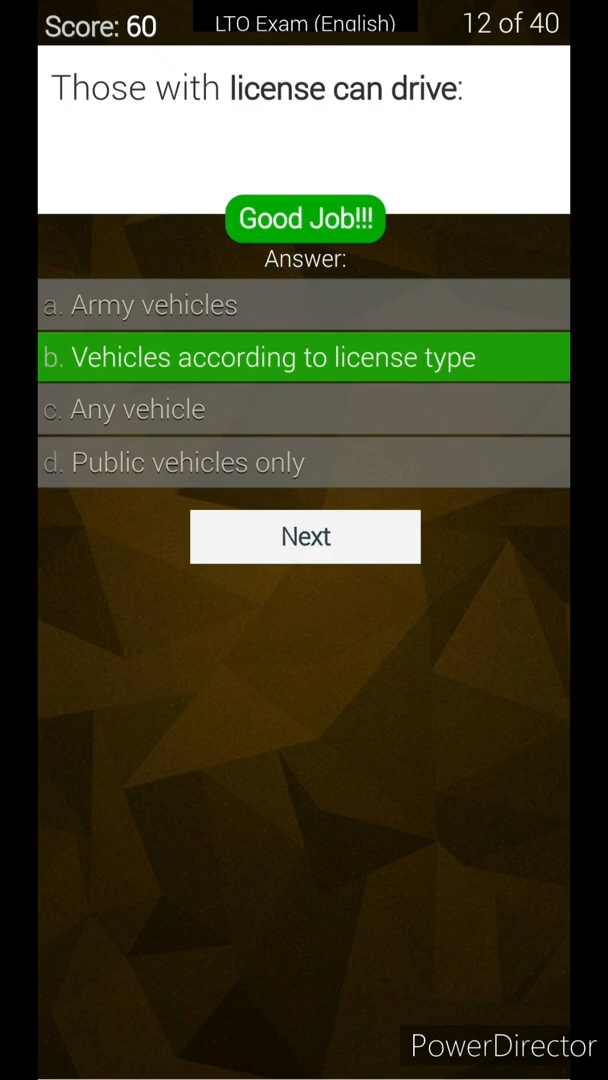 Score: 60 LTO Exam (English) 12 of 40
Those with license can drive:
Good Job!!!
Answer:
a. Army vehicles
b. Vehicles according to license type
c. Any vehicle
d. Public vehicles only
Next
PowerDirector